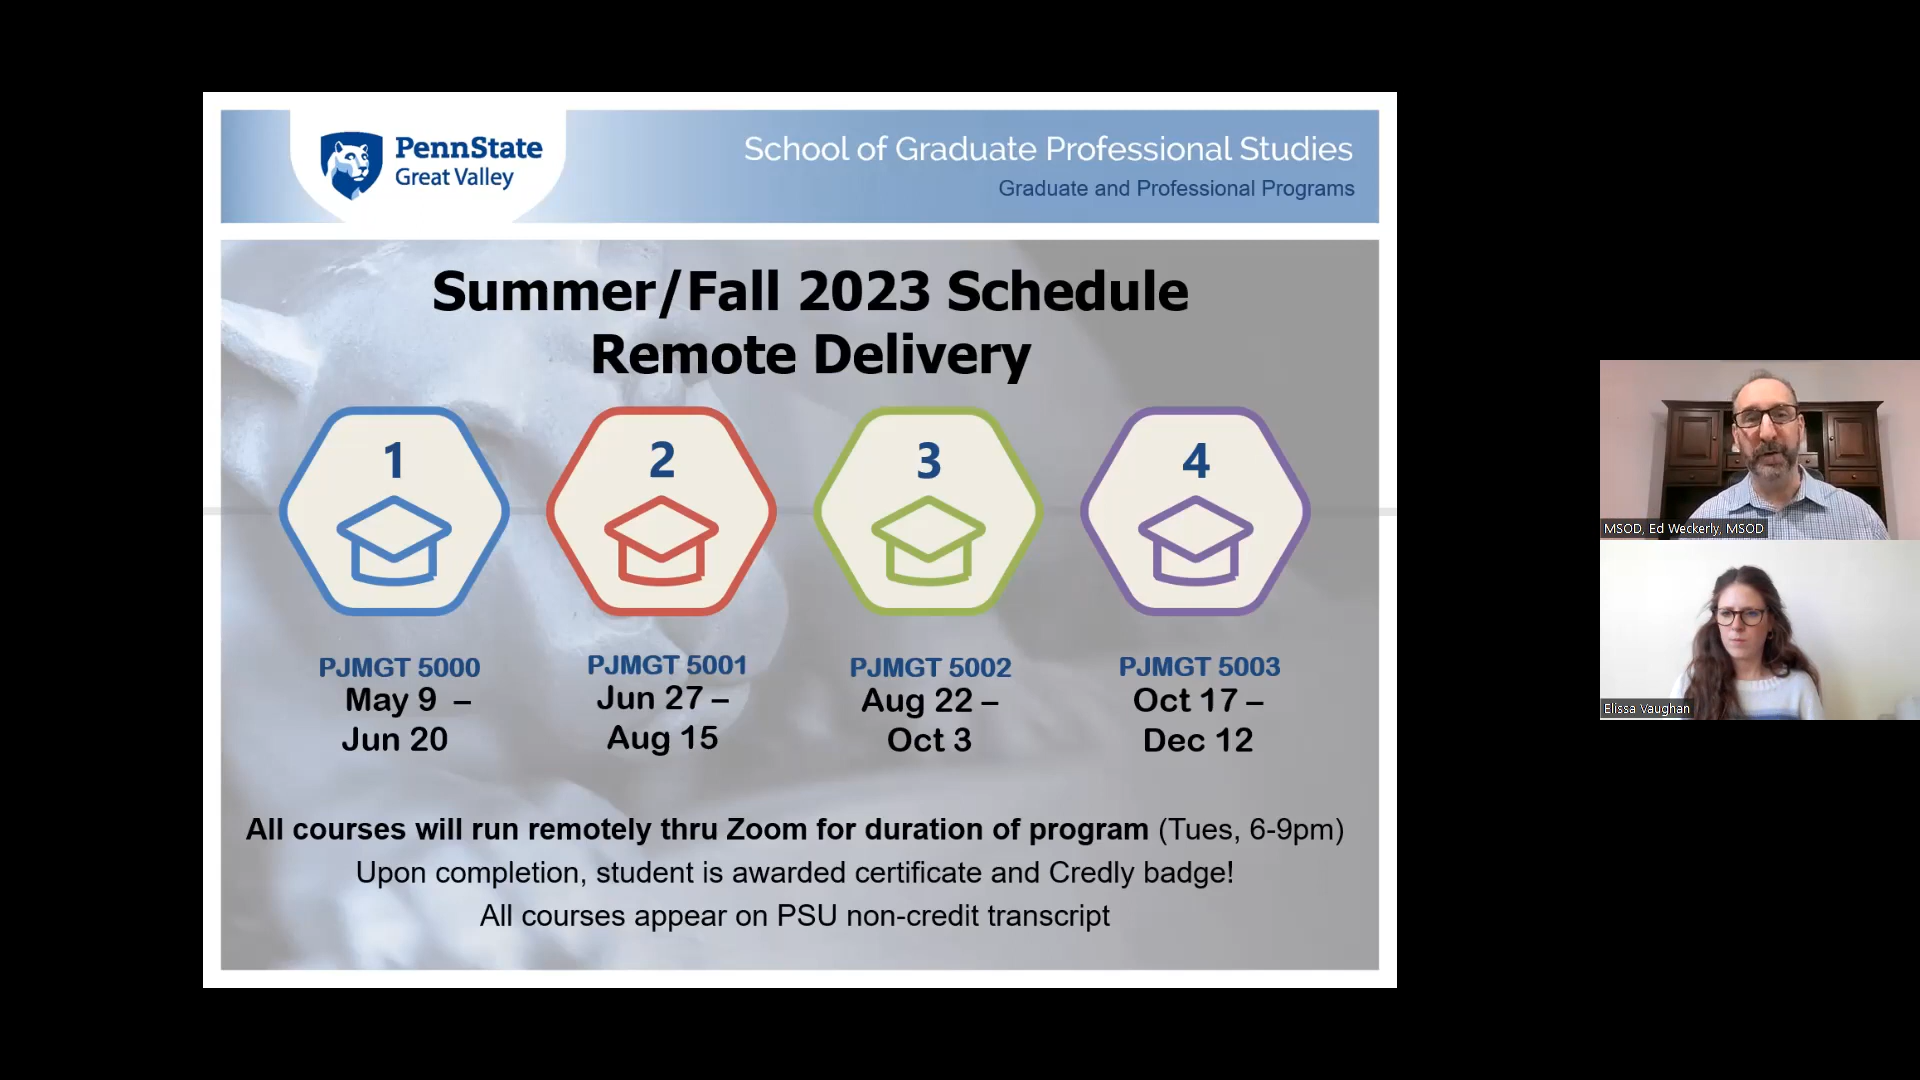 PennState
Great Valley
School of Graduate Professional Studies
Graduate and Professional Programs
Summer/Fall 2023 Schedule
Remote Delivery
1
2
3
4
PJMGT 5000
May 9 –
Jun 20
PJMGT 5001
Jun 27 –
Aug 15
PJMGT 5002
Aug 22 –
Oct 3
PJMGT 5003
Oct 17 –
Dec 12
All courses will run remotely thru Zoom for duration of program (Tues, 6-9pm)
Upon completion, student is awarded certificate and Credly badge!
All courses appear on PSU non-credit transcript
MSOD, Ed Weckerly, MSOD
Elissa Vaughan